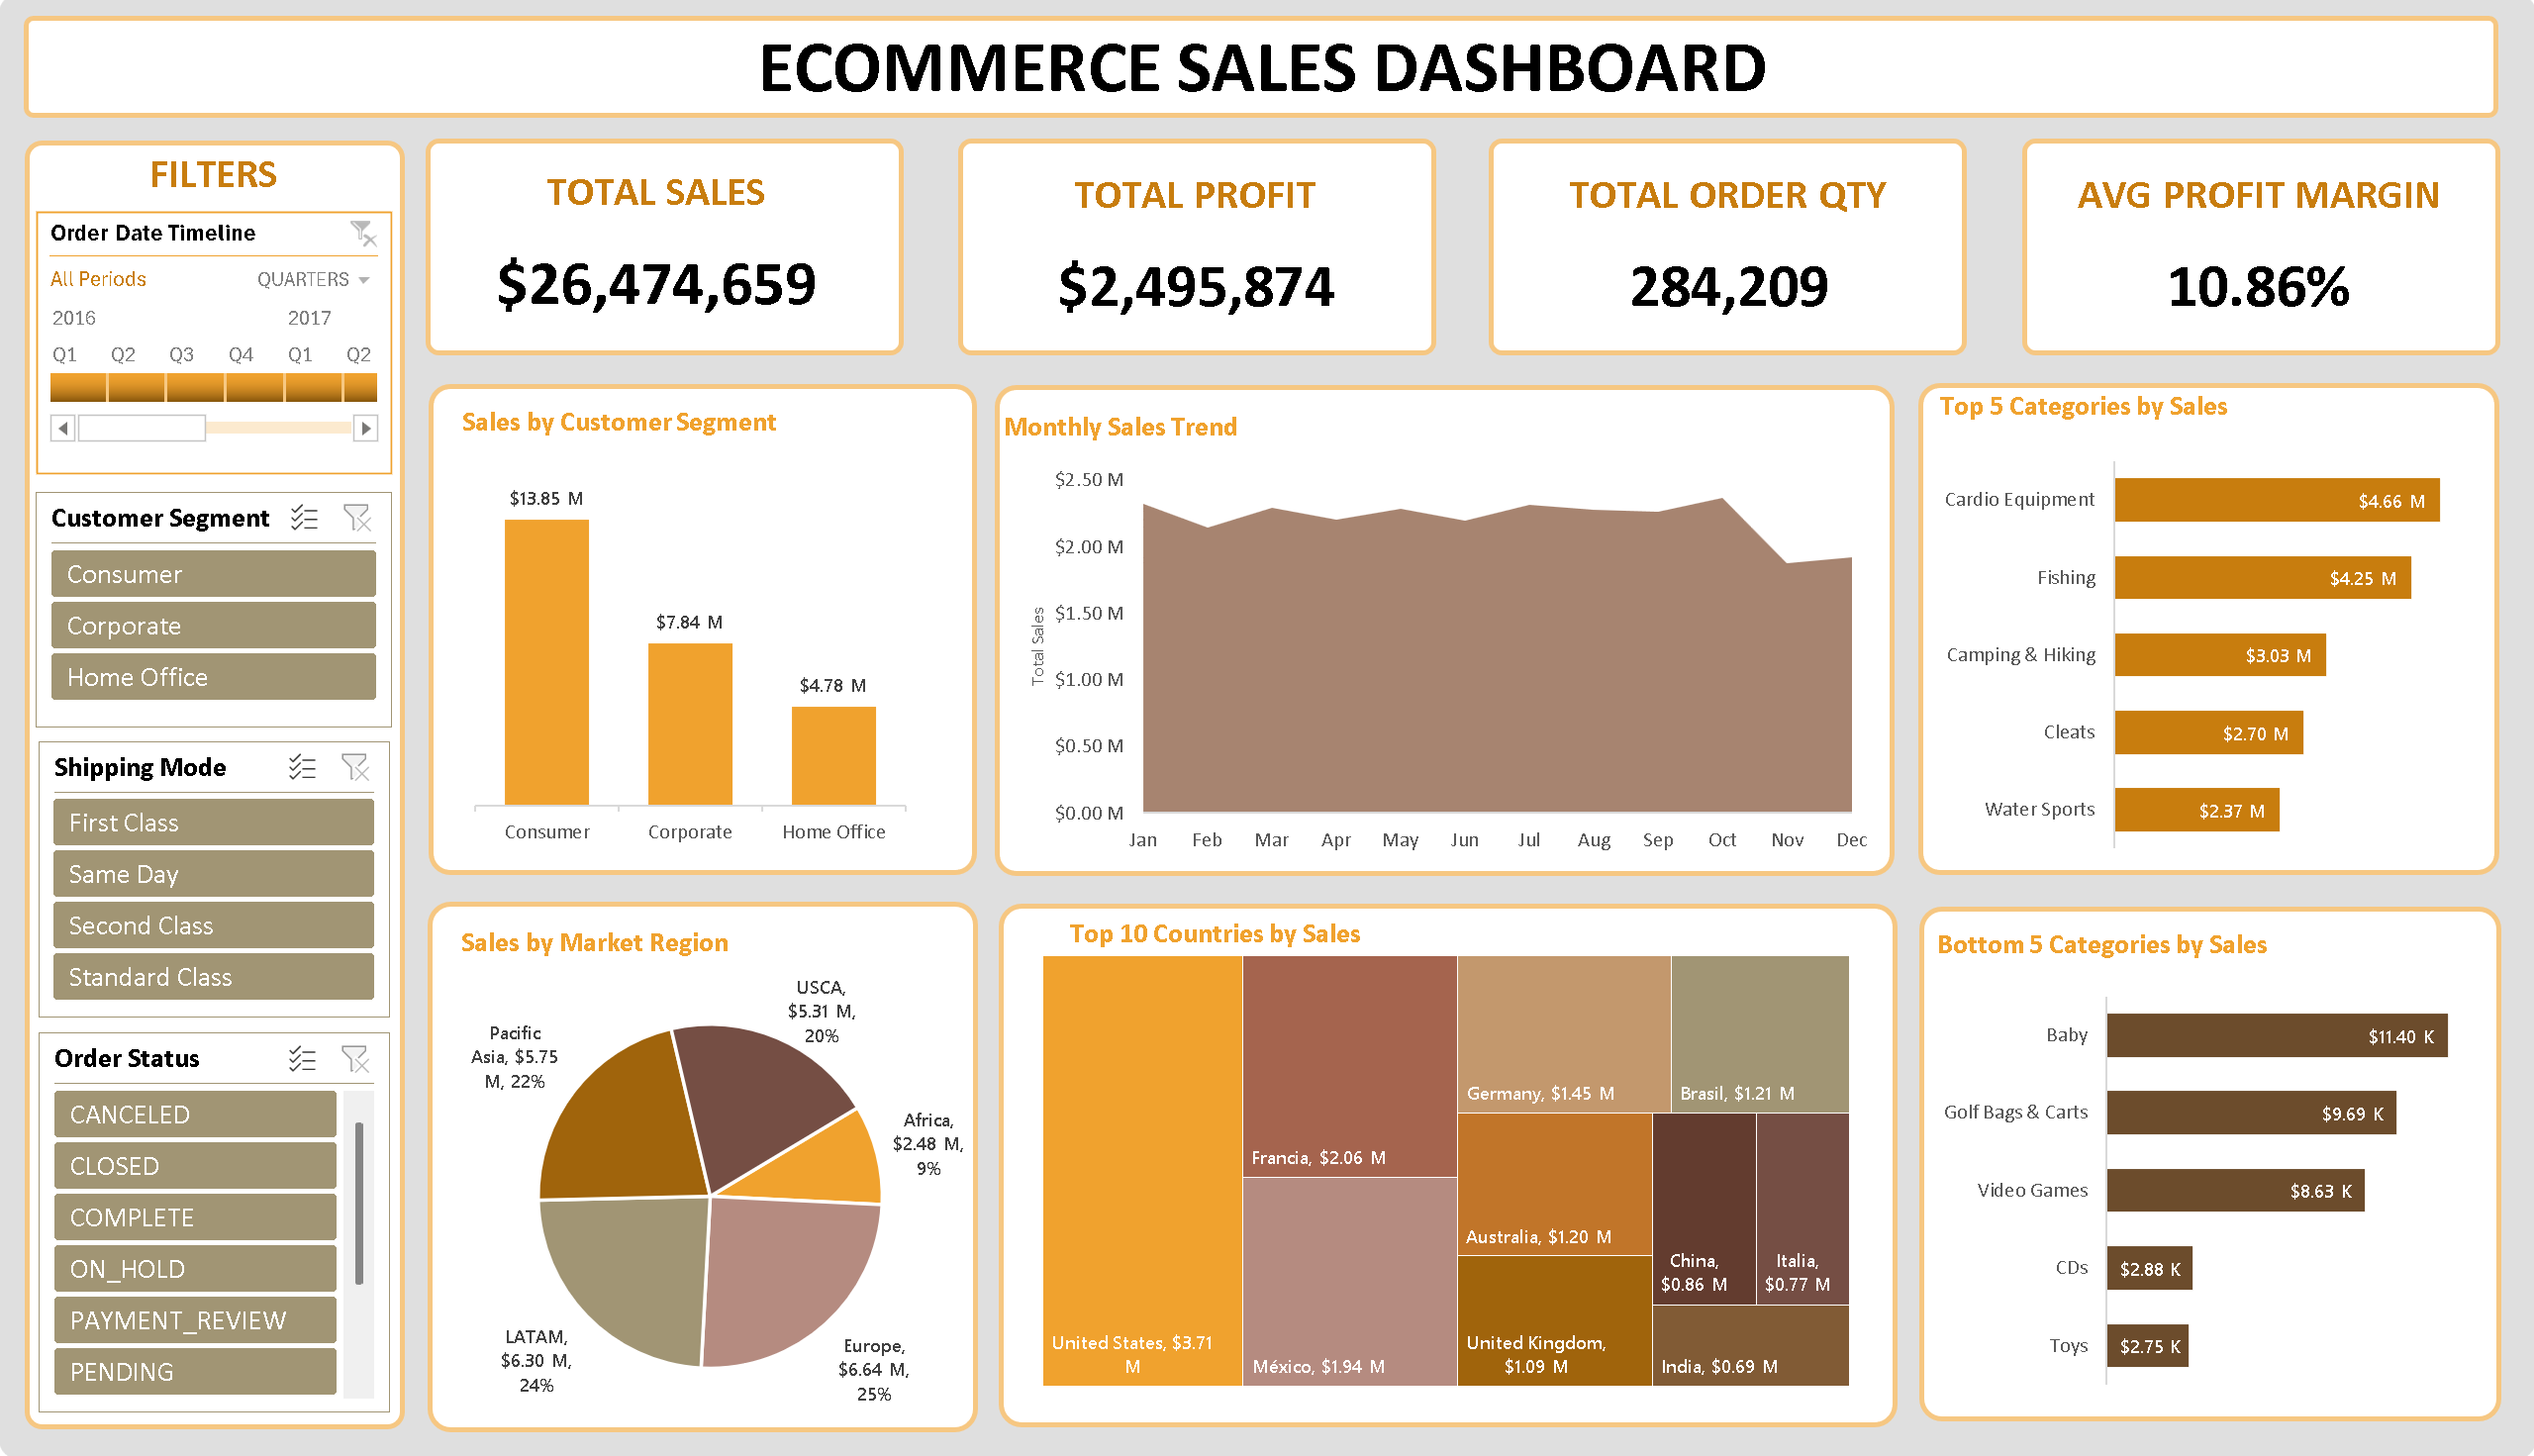 ECOMMERCE SALES DASHBOARD
FILTERS
Order Date Timeline
All Periods QUARTERS
2016 2017
Q1 Q2 Q3 Q4 Q1 Q2
Customer Segment
Consumer
Corporate
Home Office
Shipping Mode
First Class
Same Day
Second Class
Standard Class
Order Status
CANCELED
CLOSED
COMPLETE
ON_HOLD
PAYMENT_REVIEW
PENDING
TOTAL SALES
$26,474,659
TOTAL PROFIT
$2,495,874
TOTAL ORDER QTY
284,209
AVG PROFIT MARGIN
10.86%
Sales by Customer Segment
$13.85 M
$7.84 M
$4.78 M
Consumer Corporate Home Office
Monthly Sales Trend
Total Sales
$2.50 M
$2.00 M
$1.50 M
$1.00 M
$0.50 M
$0.00 M
Jan Feb Mar Apr May Jun Jul Aug Sep Oct Nov Dec
Top 5 Categories by Sales
Cardio Equipment $4.66 M
Fishing $4.25 M
Camping & Hiking $3.03 M
Cleats $2.70 M
Water Sports $2.37 M
Sales by Market Region
USCA,
$5.31 M,
20%
Africa,
$2.48 M,
9%
Europe,
$6.64 M,
25%
LATAM,
$6.30 M,
24%
Pacific
Asia, $5.75
M, 22%
Top 10 Countries by Sales
United States, $3.71
M
Francia, $2.06 M
México, $1.94 M
Germany, $1.45 M
Brasil, $1.21 M
Australia, $1.20 M
United Kingdom,
$1.09 M
China,
$0.86 M
Italia,
$0.77 M
India, $0.69 M
Bottom 5 Categories by Sales
Baby $11.40 K
Golf Bags & Carts $9.69 K
Video Games $8.63 K
CDs $2.88 K
Toys $2.75 K